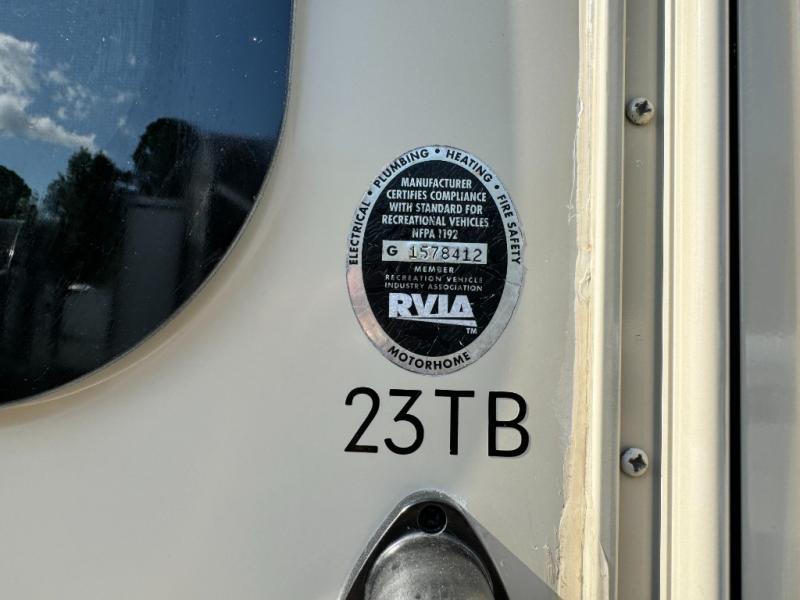 ELECTRICAL • PLUMBING • HEATING • FIRE SAFETY
MANUFACTURER
CERTIFIES COMPLIANCE
WITH STANDARD FOR
RECREATIONAL VEHICLES
NFPA 1192
G 1578412
MEMBER
RECREATION VEHICLE
INDUSTRY ASSOCIATION
RVIA
TM
MOTORHOME
23TB